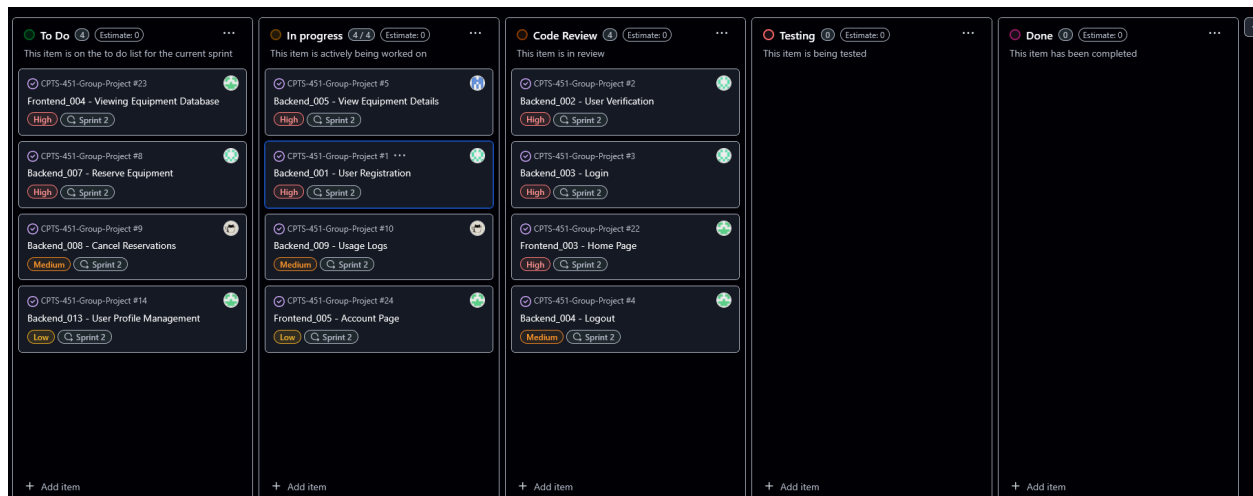 To Do 4 Estimate: 0 ...
This item is on the to do list for the current sprint
CPTS-451-Group-Project #23
Frontend_004 - Viewing Equipment Database
High Sprint 2
CPTS-451-Group-Project #8
Backend_007 - Reserve Equipment
High Sprint 2
CPTS-451-Group-Project #9
Backend_008 - Cancel Reservations
Medium Sprint 2
CPTS-451-Group-Project #14
Backend_013 - User Profile Management
Low Sprint 2
+ Add item
In progress 4 / 4 Estimate: 0 ...
This item is actively being worked on
CPTS-451-Group-Project #5
Backend_005 - View Equipment Details
High Sprint 2
CPTS-451-Group-Project #1 ...
Backend_001 - User Registration
High Sprint 2
CPTS-451-Group-Project #10
Backend_009 - Usage Logs
Medium Sprint 2
CPTS-451-Group-Project #24
Frontend_005 - Account Page
Low Sprint 2
+ Add item
Code Review 4 Estimate: 0 ...
This item is in review
CPTS-451-Group-Project #2
Backend_002 - User Verification
High Sprint 2
CPTS-451-Group-Project #3
Backend_003 - Login
High Sprint 2
CPTS-451-Group-Project #22
Frontend_003 - Home Page
High Sprint 2
CPTS-451-Group-Project #4
Backend_004 - Logout
Medium Sprint 2
+ Add item
Testing 0 Estimate: 0 ...
This item is being tested
+ Add item
Done 0 Estimate: 0 ...
This item has been completed
+ Add item